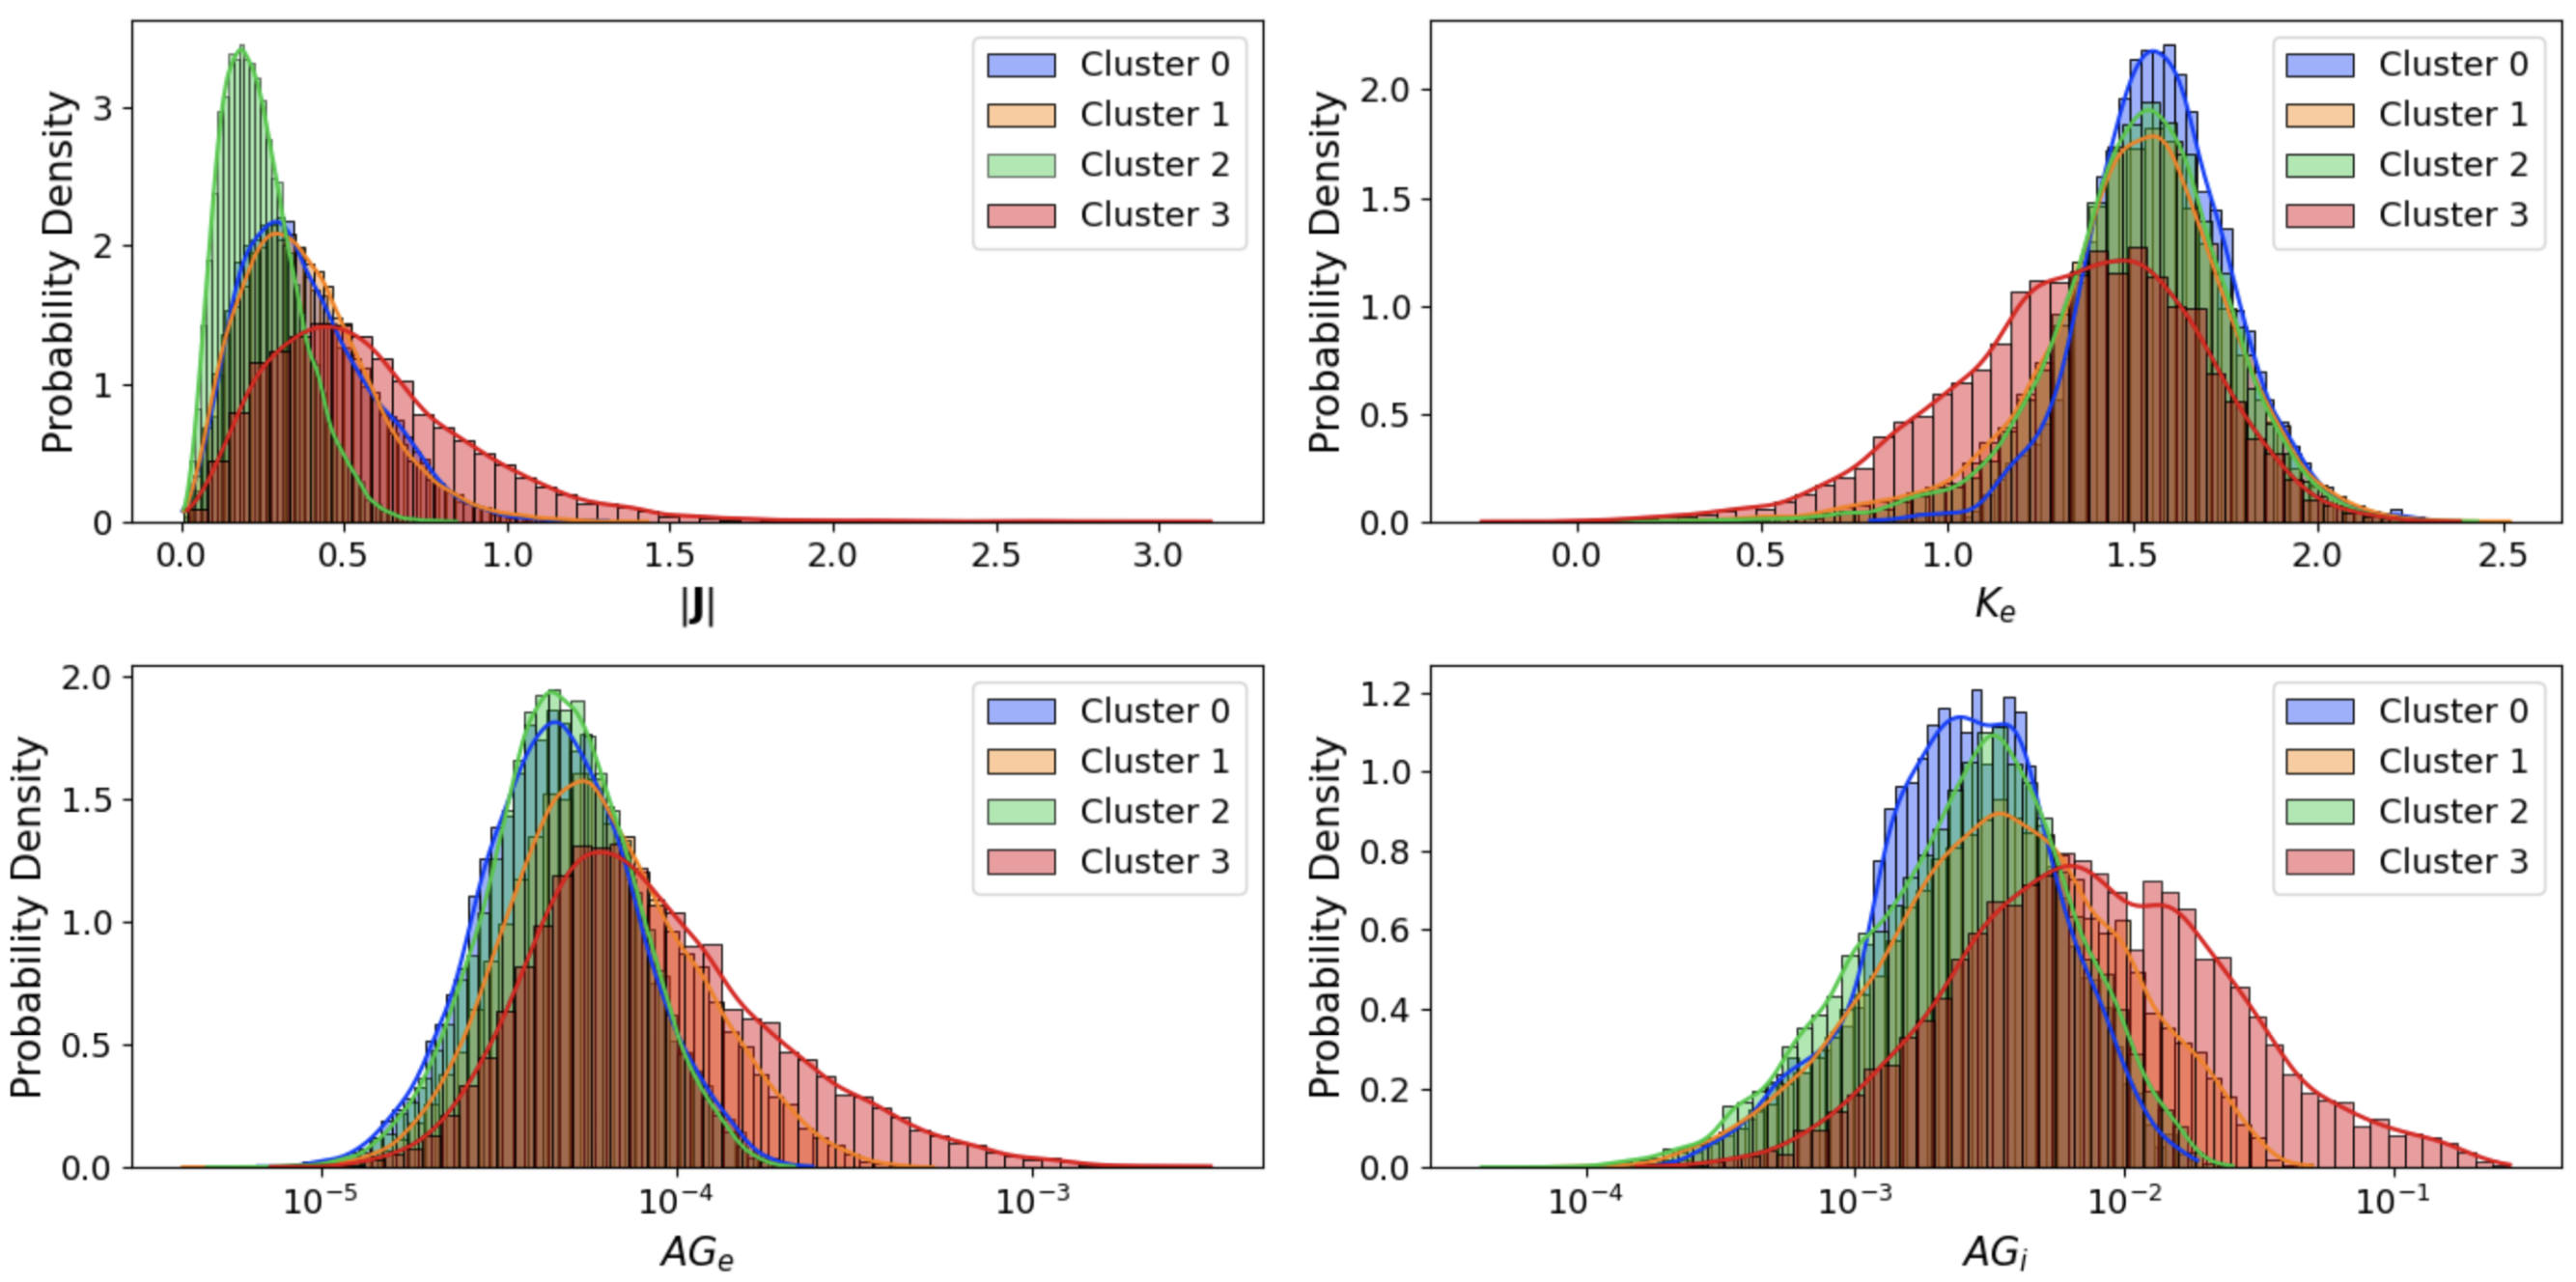 Probability Density
3
2
1
0
0.0 0.5 1.0 1.5 2.0 2.5 3.0
|J|
Cluster 0
Cluster 1
Cluster 2
Cluster 3
Probability Density
2.0
1.5
1.0
0.5
0.0
0.0 0.5 1.0 1.5 2.0 2.5
Kₑ
Cluster 0
Cluster 1
Cluster 2
Cluster 3
Probability Density
2.0
1.5
1.0
0.5
0.0
10⁻⁵ 10⁻⁴ 10⁻³
AGₑ
Cluster 0
Cluster 1
Cluster 2
Cluster 3
Probability Density
1.2
1.0
0.8
0.6
0.4
0.2
0.0
10⁻⁴ 10⁻³ 10⁻² 10⁻¹
AGᵢ
Cluster 0
Cluster 1
Cluster 2
Cluster 3